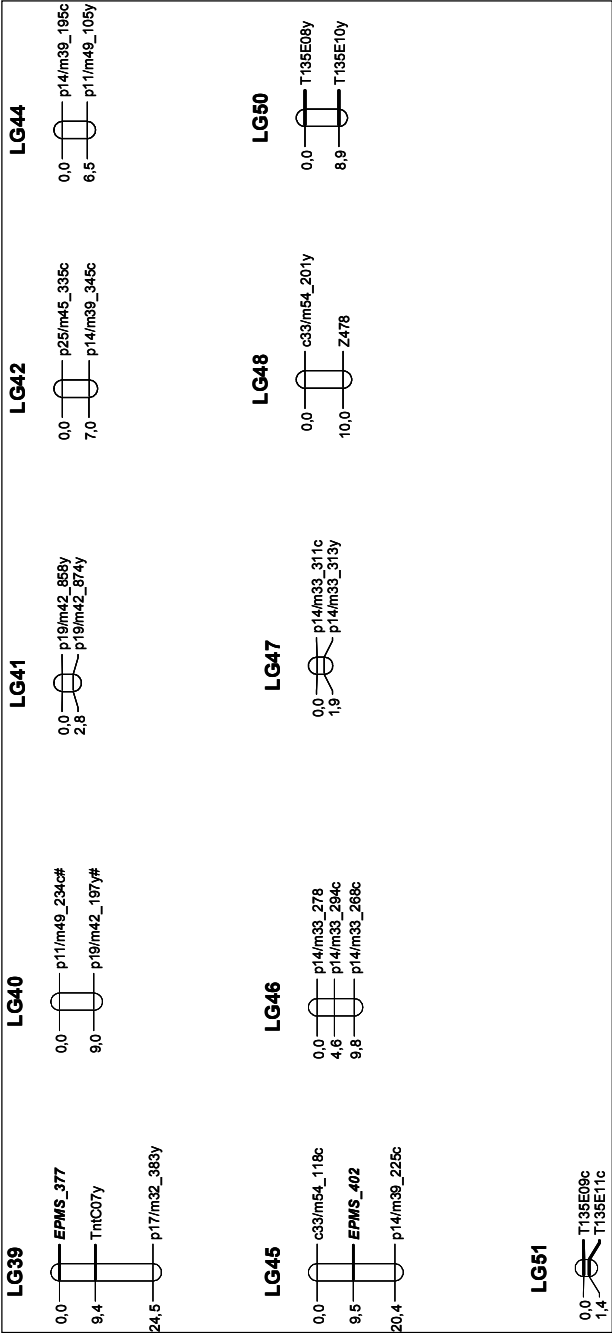 LG39
0,0 EPMS_377
9,4 TntC07y
24,5 p17/m32_383y
LG40
0,0 p11/m49_234c#
9,0 p19/m42_197y#
LG41
0,0 p19/m42_858y
2,8 p19/m42_874y
LG42
0,0 p25/m45_335c
7,0 p14/m39_345c
LG44
0,0 p14/m39_195c
6,5 p11/m49_105y
LG45
0,0 c33/m54_118c
9,5 EPMS_402
20,4 p14/m39_225c
LG46
0,0 p14/m33_278
4,6 p14/m33_294c
9,8 p14/m33_268c
LG47
0,0 p14/m33_311c
1,9 p14/m33_313y
LG48
0,0 c33/m54_201y
10,0 Z478
LG50
0,0 T135E08y
8,9 T135E10y
LG51
0,0 T135E09c
1,4 T135E11c